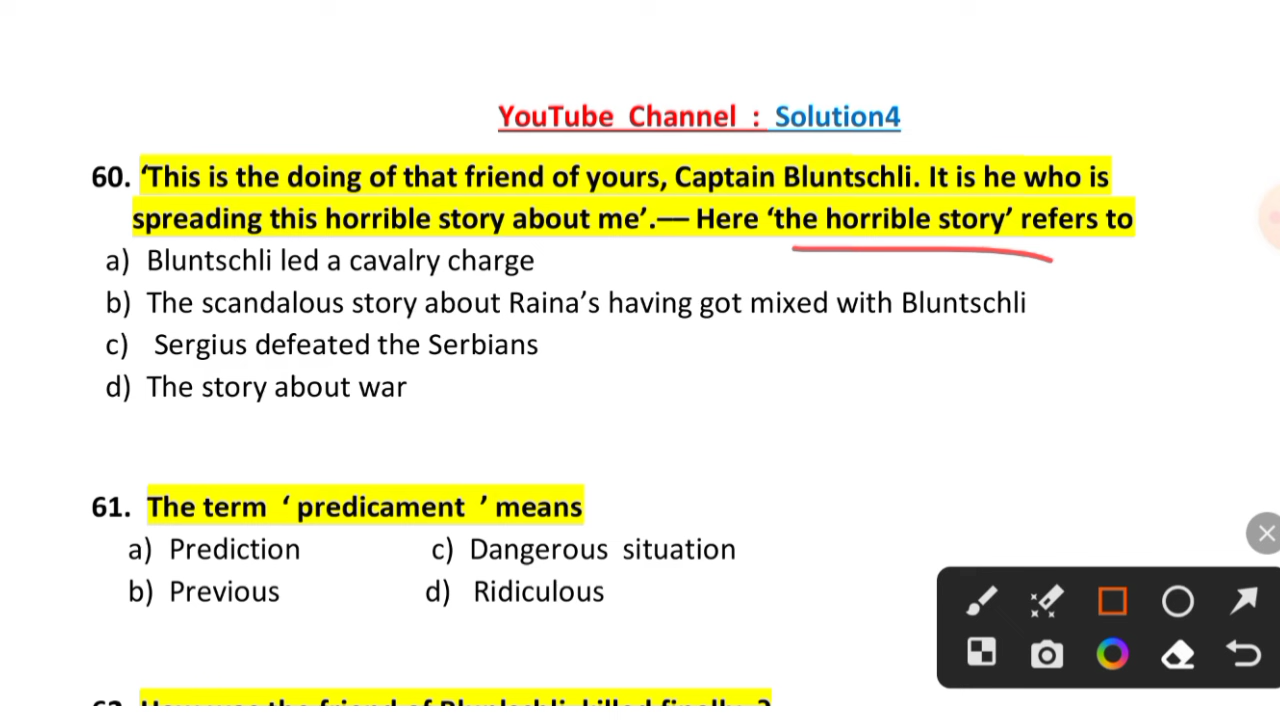 YouTube Channel : Solution4
60. ‘This is the doing of that friend of yours, Captain Bluntschli. It is he who is
spreading this horrible story about me’.— Here ‘the horrible story’ refers to
a) Bluntschli led a cavalry charge
b) The scandalous story about Raina’s having got mixed with Bluntschli
c) Sergius defeated the Serbians
d) The story about war
61. The term ‘ predicament ’ means
a) Prediction c) Dangerous situation
b) Previous d) Ridiculous